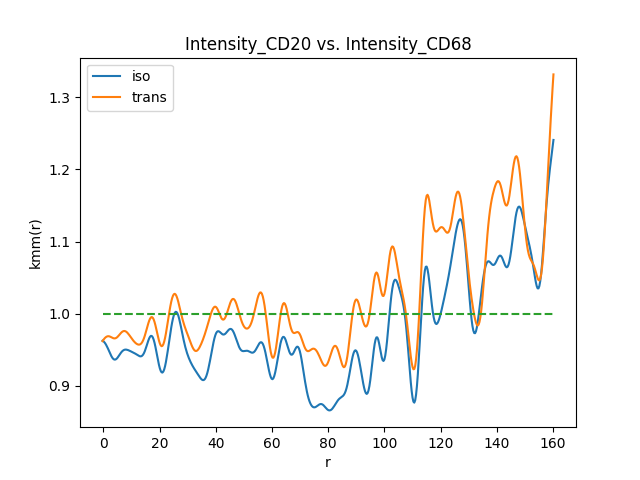 Intensity_CD20 vs. Intensity_CD68
iso
trans
kmm(r)
1.3
1.2
1.1
1.0
0.9
0 20 40 60 80 100 120 140 160
r